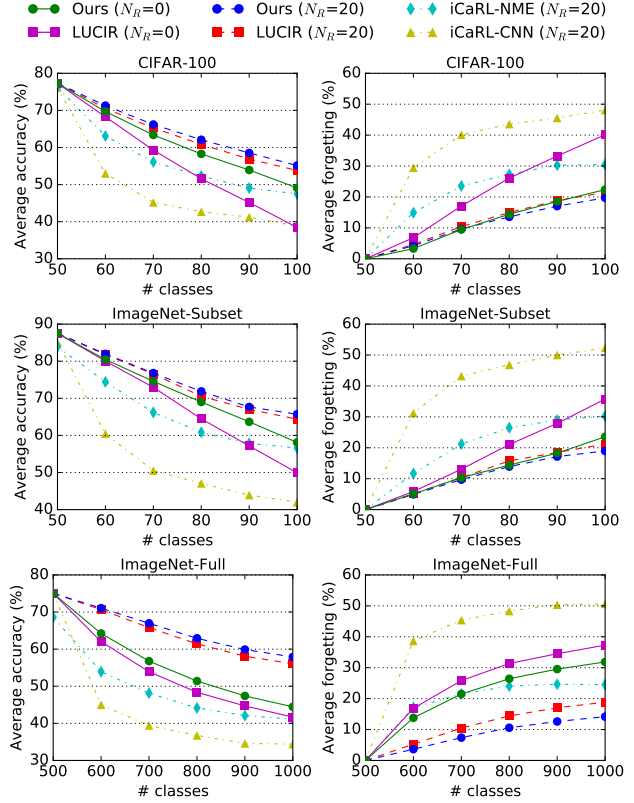 Ours (N_R=0) Ours (N_R=20) iCaRL-NME (N_R=20)
LUCIR (N_R=0) LUCIR (N_R=20) iCaRL-CNN (N_R=20)
CIFAR-100
Average accuracy (%)
80
70
60
50
40
30
50 60 70 80 90 100
# classes
CIFAR-100
Average forgetting (%)
60
50
40
30
20
10
0
50 60 70 80 90 100
# classes
ImageNet-Subset
Average accuracy (%)
90
80
70
60
50
40
50 60 70 80 90 100
# classes
ImageNet-Subset
Average forgetting (%)
60
50
40
30
20
10
0
50 60 70 80 90 100
# classes
ImageNet-Full
Average accuracy (%)
80
70
60
50
40
30
500 600 700 800 900 1000
# classes
ImageNet-Full
Average forgetting (%)
60
50
40
30
20
10
0
500 600 700 800 900 1000
# classes